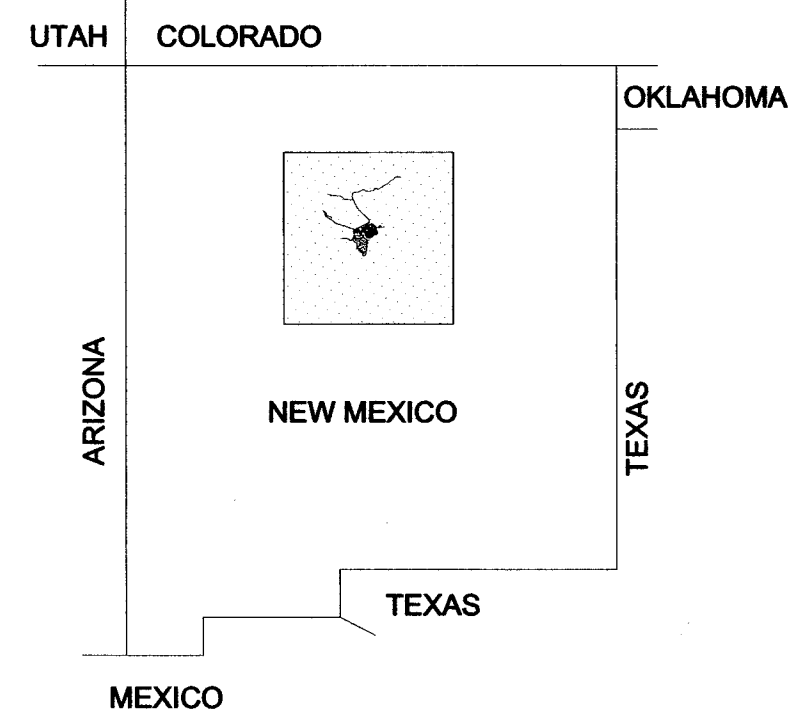 UTAH
COLORADO
OKLAHOMA
ARIZONA
NEW MEXICO
TEXAS
TEXAS
MEXICO